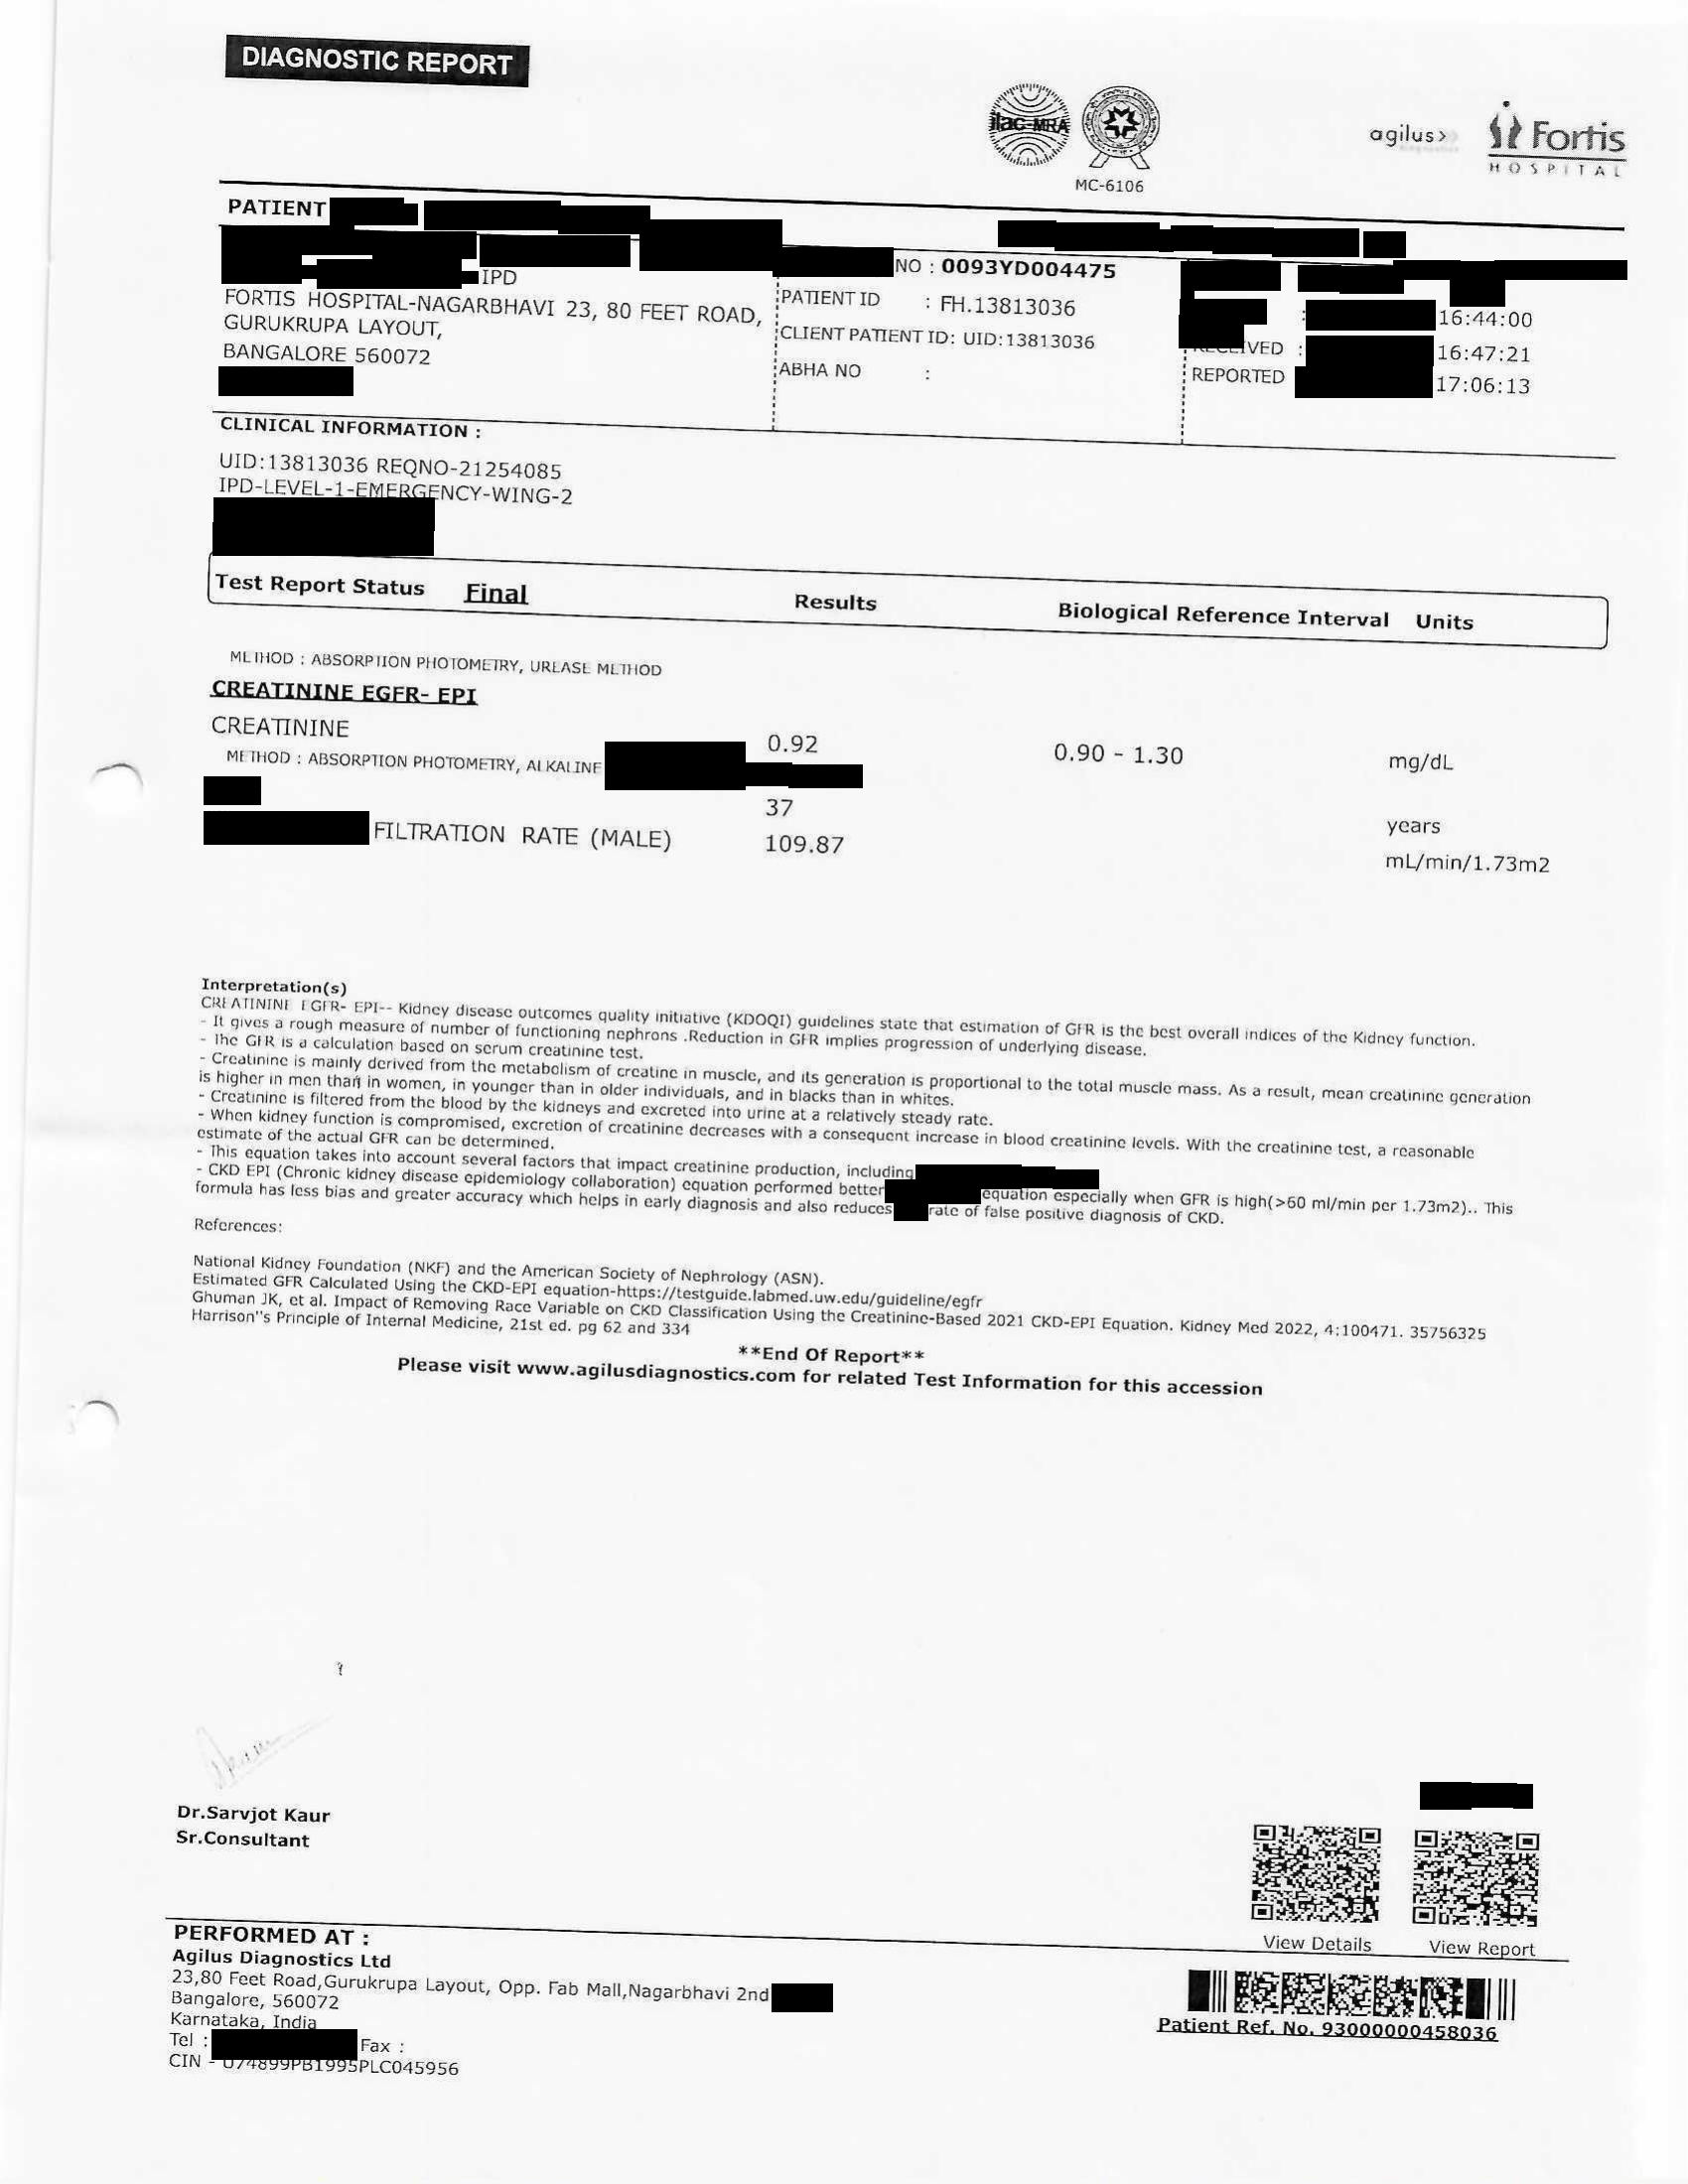 DIAGNOSTIC REPORT
ilac-MRA
MC-6106
agilus>
Fortis
HOSPITAL
PATIENT
NO : 0093YD004475
IPD
FORTIS HOSPITAL-NAGARBHAVI 23, 80 FEET ROAD,
GURUKRUPA LAYOUT,
BANGALORE 560072
PATIENT ID : FH.13813036
CLIENT PATIENT ID: UID:13813036
ABHA NO :
: 16:44:00
RECEIVED : 16:47:21
REPORTED 17:06:13
CLINICAL INFORMATION :
UID:13813036 REQNO-21254085
IPD-LEVEL-1-EMERGENCY-WING-2
Test Report Status Final Results Biological Reference Interval Units
METHOD : ABSORPTION PHOTOMETRY, UREASE METHOD
CREATININE EGFR- EPI
CREATININE 0.92 0.90 - 1.30 mg/dL
METHOD : ABSORPTION PHOTOMETRY, ALKALINE
37 years
FILTRATION RATE (MALE) 109.87 mL/min/1.73m2
Interpretation(s)
CREATININE EGFR- EPI-- Kidney disease outcomes quality initiative (KDOQI) guidelines state that estimation of GFR is the best overall indices of the Kidney function.
- It gives a rough measure of number of functioning nephrons .Reduction in GFR implies progression of underlying disease.
- The GFR is a calculation based on serum creatinine test.
- Creatinine is mainly derived from the metabolism of creatine in muscle, and its generation is proportional to the total muscle mass. As a result, mean creatinine generation
is higher in men than in women, in younger than in older individuals, and in blacks than in whites.
- Creatinine is filtered from the blood by the kidneys and excreted into urine at a relatively steady rate.
- When kidney function is compromised, excretion of creatinine decreases with a consequent increase in blood creatinine levels. With the creatinine test, a reasonable
estimate of the actual GFR can be determined.
- This equation takes into account several factors that impact creatinine production, including
- CKD EPI (Chronic kidney disease epidemiology collaboration) equation performed better equation especially when GFR is high(>60 ml/min per 1.73m2).. This
formula has less bias and greater accuracy which helps in early diagnosis and also reduces rate of false positive diagnosis of CKD.
References:
National Kidney Foundation (NKF) and the American Society of Nephrology (ASN).
Estimated GFR Calculated Using the CKD-EPI equation-https://testguide.labmed.uw.edu/guideline/egfr
Ghuman JK, et al. Impact of Removing Race Variable on CKD Classification Using the Creatinine-Based 2021 CKD-EPI Equation. Kidney Med 2022, 4:100471. 35756325
Harrison"s Principle of Internal Medicine, 21st ed. pg 62 and 334
**End Of Report**
Please visit www.agilusdiagnostics.com for related Test Information for this accession
Dr.Sarvjot Kaur
Sr.Consultant
View Details View Report
PERFORMED AT :
Agilus Diagnostics Ltd
23,80 Feet Road,Gurukrupa Layout, Opp. Fab Mall,Nagarbhavi 2nd
Bangalore, 560072
Karnataka, India
Tel : Fax :
CIN - U74899PB1995PLC045956
Patient Ref. No. 93000000458036